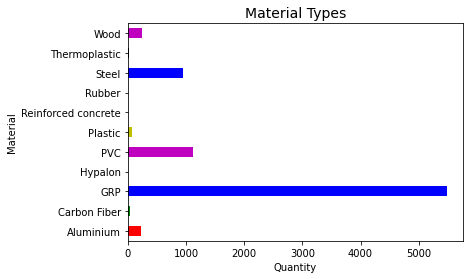 Material Types
Material
Wood
Thermoplastic
Steel
Rubber
Reinforced concrete
Plastic
PVC
Hypalon
GRP
Carbon Fiber
Aluminium
0 1000 2000 3000 4000 5000
Quantity